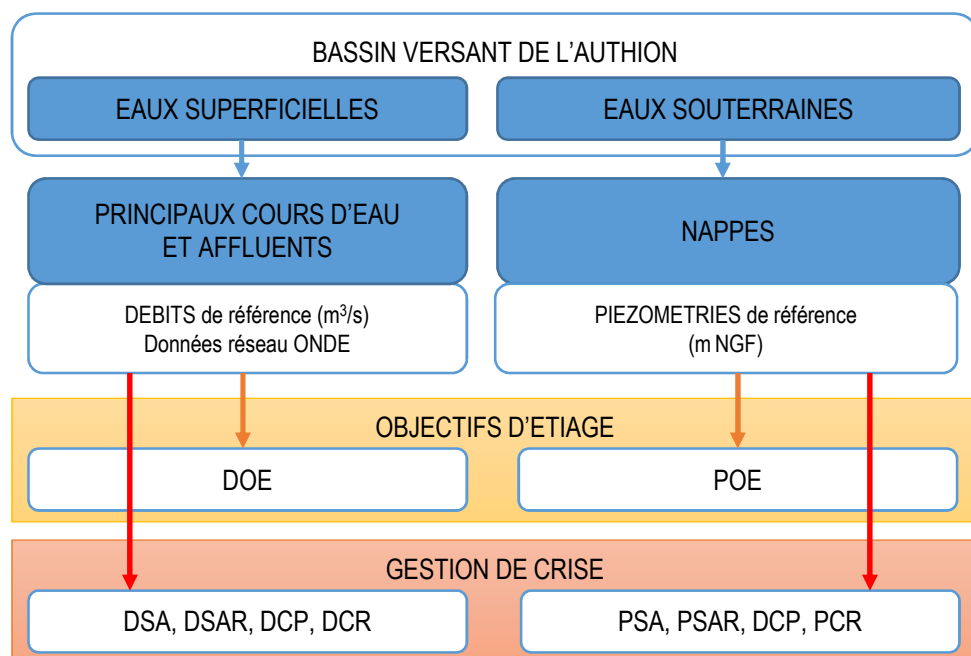 BASSIN VERSANT DE L'AUTHION
EAUX SUPERFICIELLES
EAUX SOUTERRAINES
PRINCIPAUX COURS D'EAU
ET AFFLUENTS
NAPPES
DEBITS de référence (m³/s)
Données réseau ONDE
PIEZOMETRIES de référence
(m NGF)
OBJECTIFS D'ETIAGE
DOE
POE
GESTION DE CRISE
DSA, DSAR, DCP, DCR
PSA, PSAR, DCP, PCR